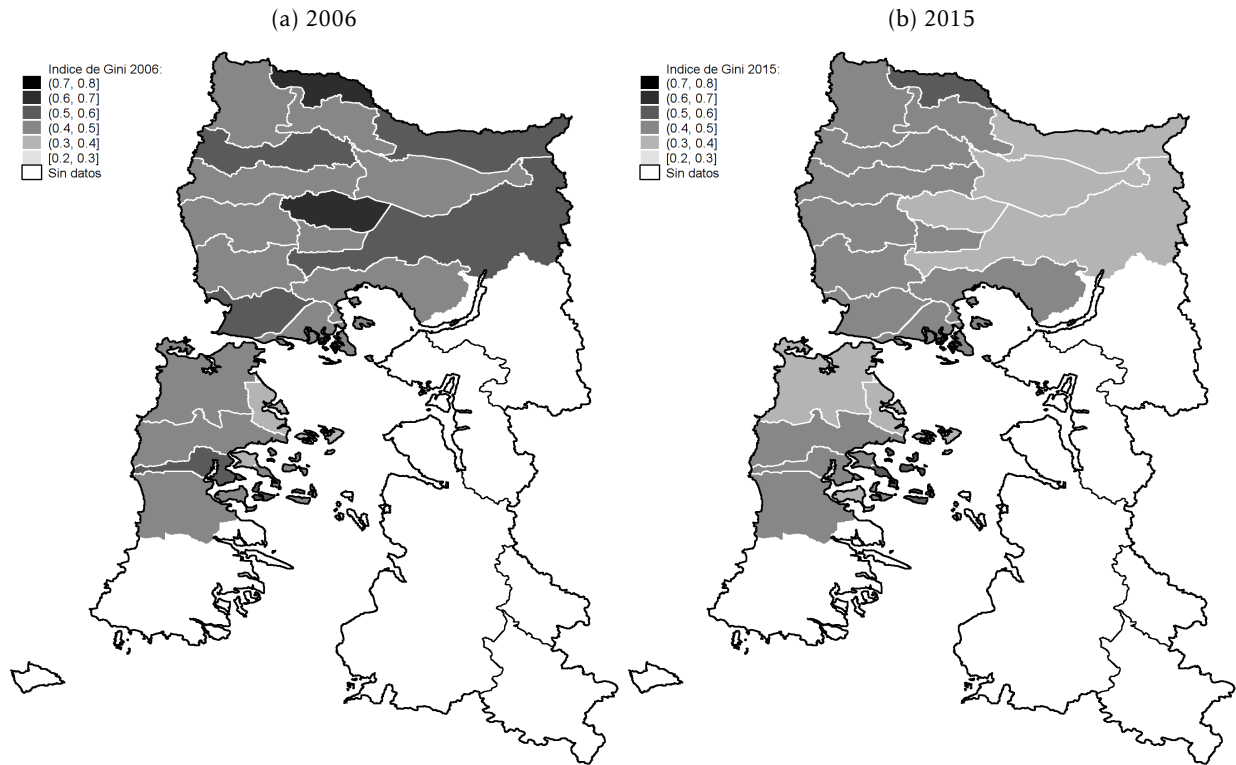 (a) 2006
Indice de Gini 2006:
(0.7, 0.8]
(0.6, 0.7]
(0.5, 0.6]
(0.4, 0.5]
(0.3, 0.4]
[0.2, 0.3]
Sin datos
(b) 2015
Indice de Gini 2015:
(0.7, 0.8]
(0.6, 0.7]
(0.5, 0.6]
(0.4, 0.5]
(0.3, 0.4]
[0.2, 0.3]
Sin datos